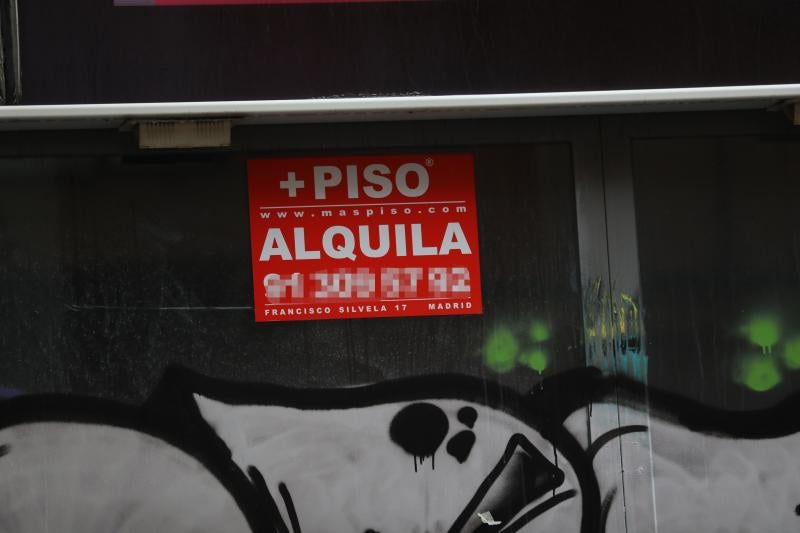 +PISO®
www.maspiso.com
ALQUILA
FRANCISCO SILVELA 17 MADRID